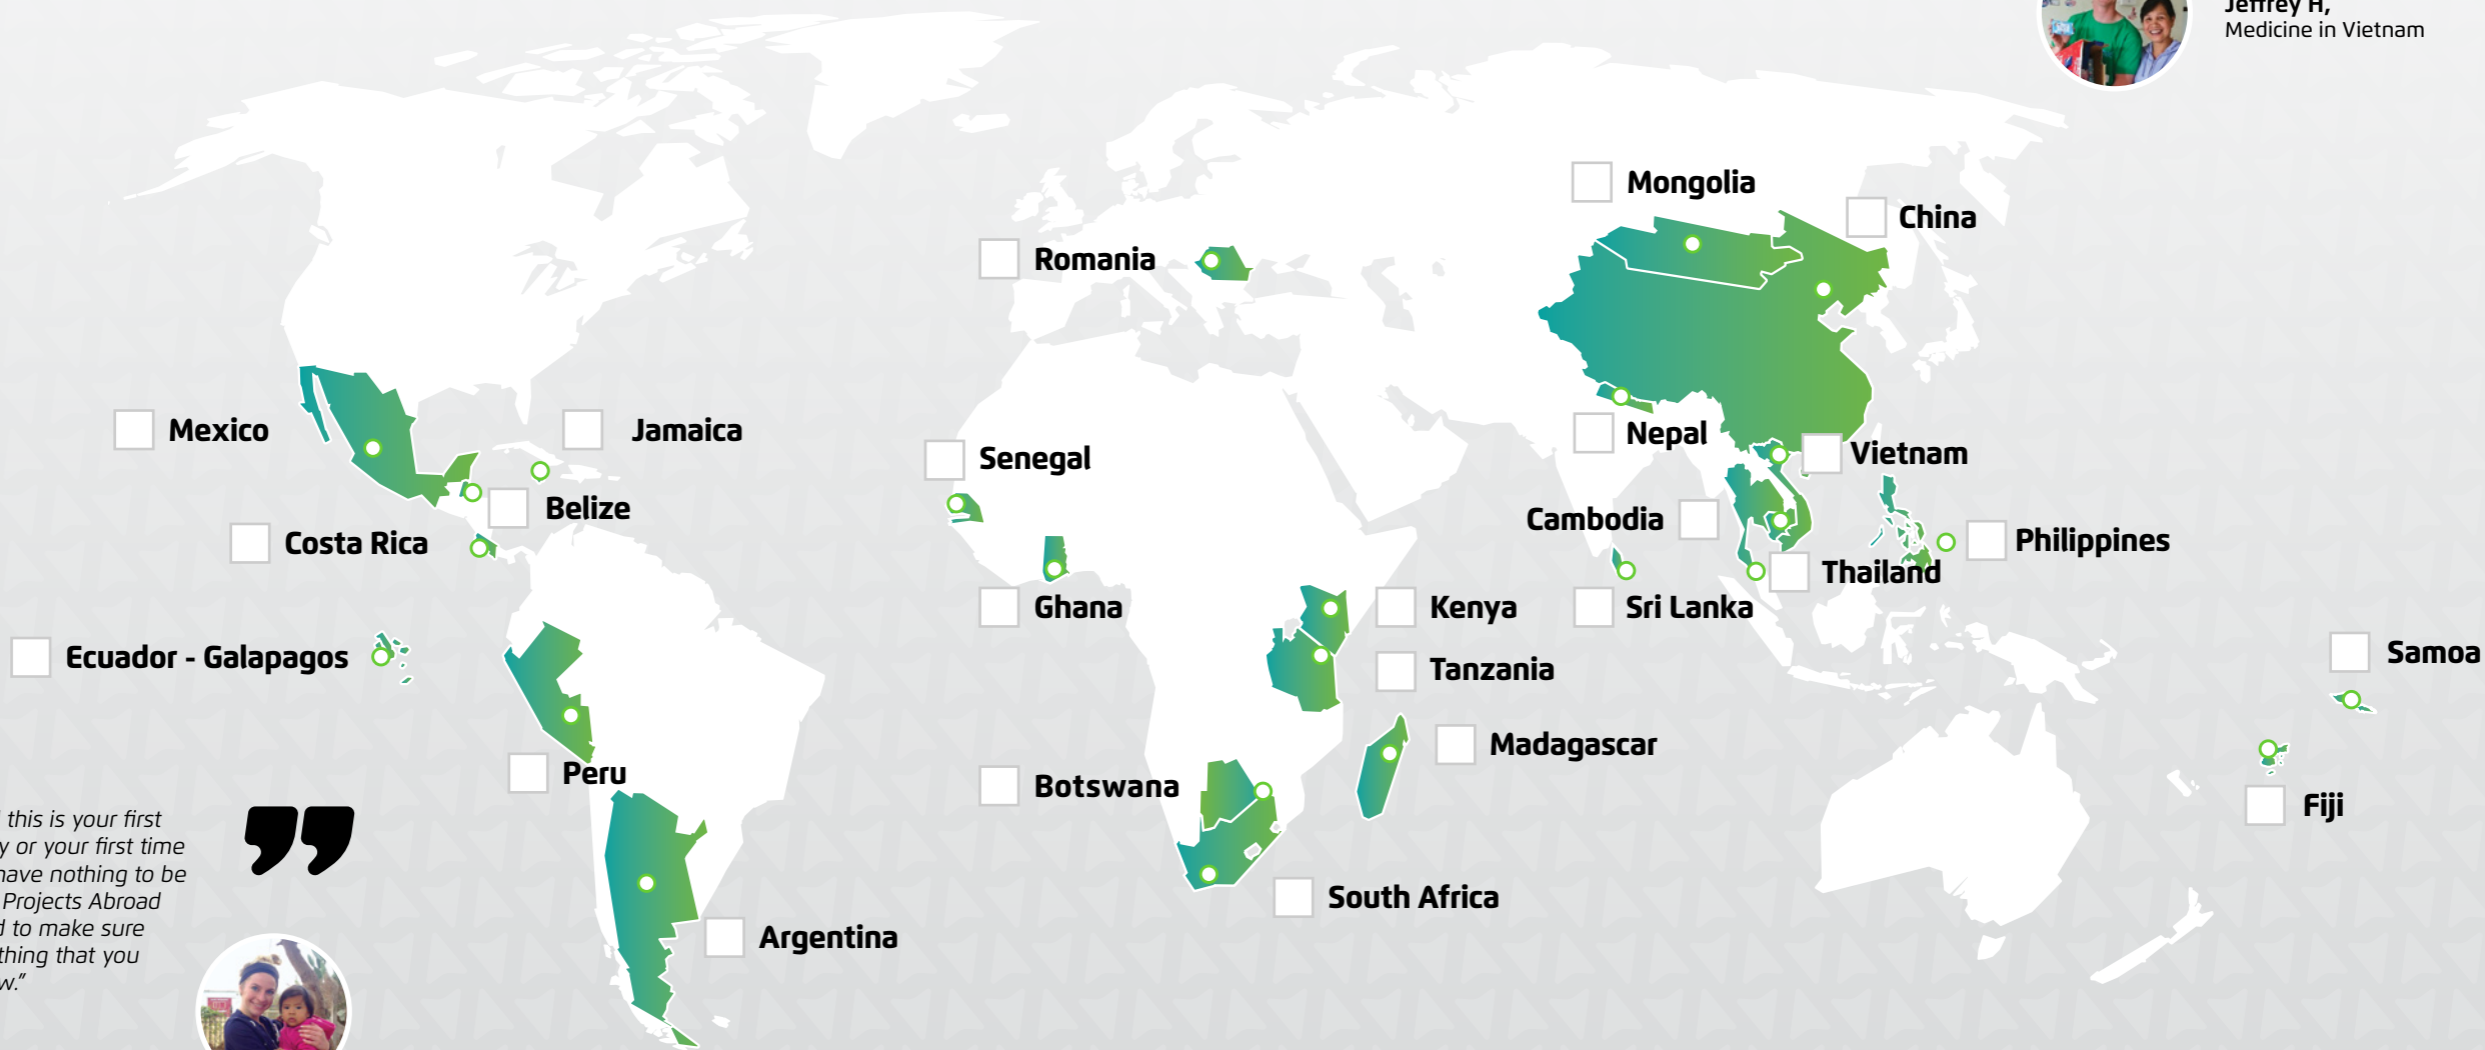 Jeffrey H,
Medicine in Vietnam
Mongolia
China
Romania
Mexico
Jamaica
Senegal
Nepal
Vietnam
Belize
Cambodia
Costa Rica
Philippines
Thailand
Ghana
Kenya
Sri Lanka
Ecuador - Galapagos
Samoa
Tanzania
Madagascar
Peru
Botswana
Fiji
South Africa
Argentina
this is your first
y or your first time
have nothing to be
Projects Abroad
d to make sure
thing that you
w.”